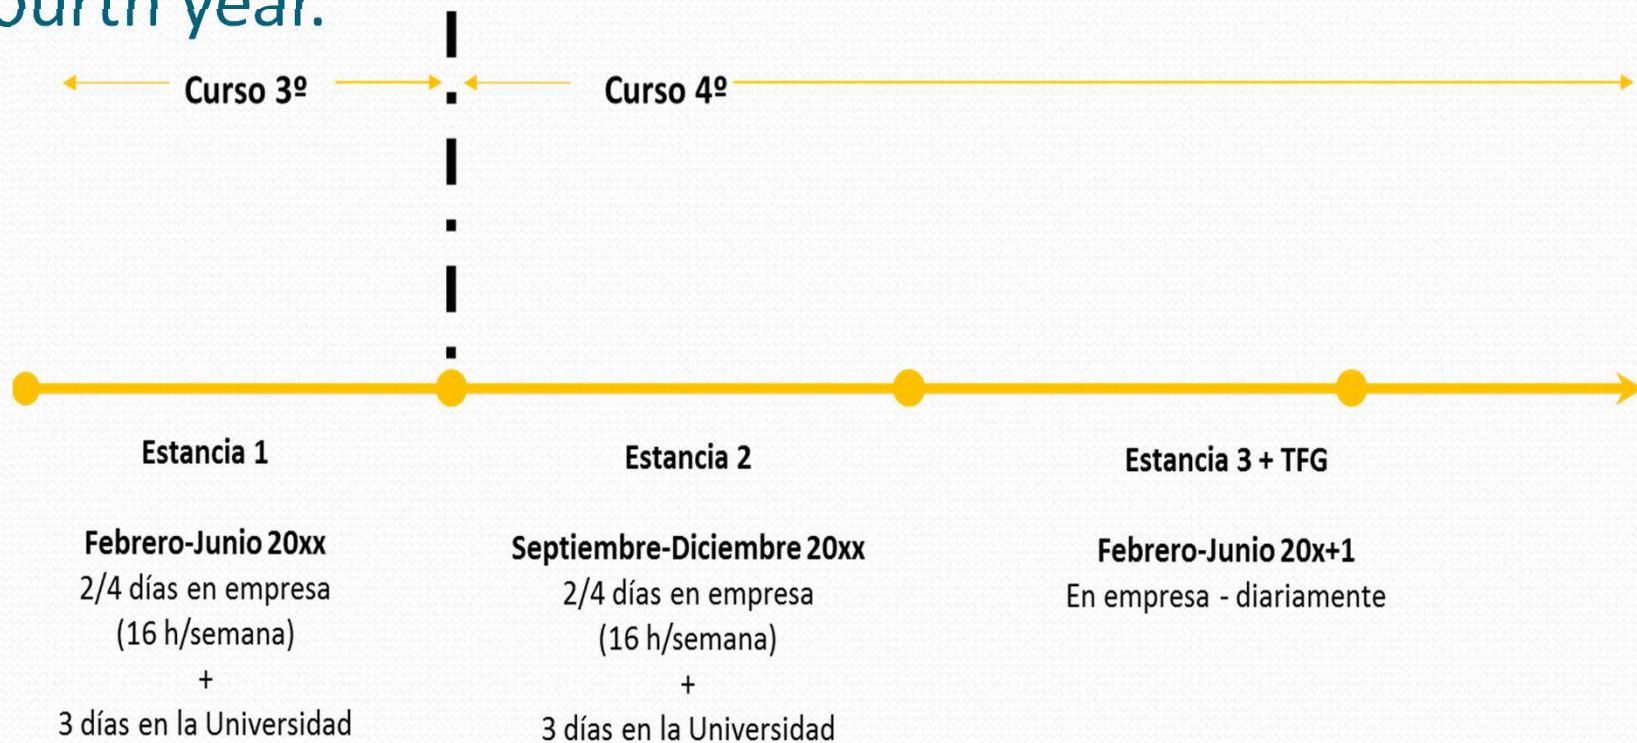 ourth year.
Curso 3º
Curso 4º
Estancia 1
Febrero-Junio 20xx
2/4 días en empresa
(16 h/semana)
+
3 días en la Universidad
Estancia 2
Septiembre-Diciembre 20xx
2/4 días en empresa
(16 h/semana)
+
3 días en la Universidad
Estancia 3 + TFG
Febrero-Junio 20x+1
En empresa - diariamente